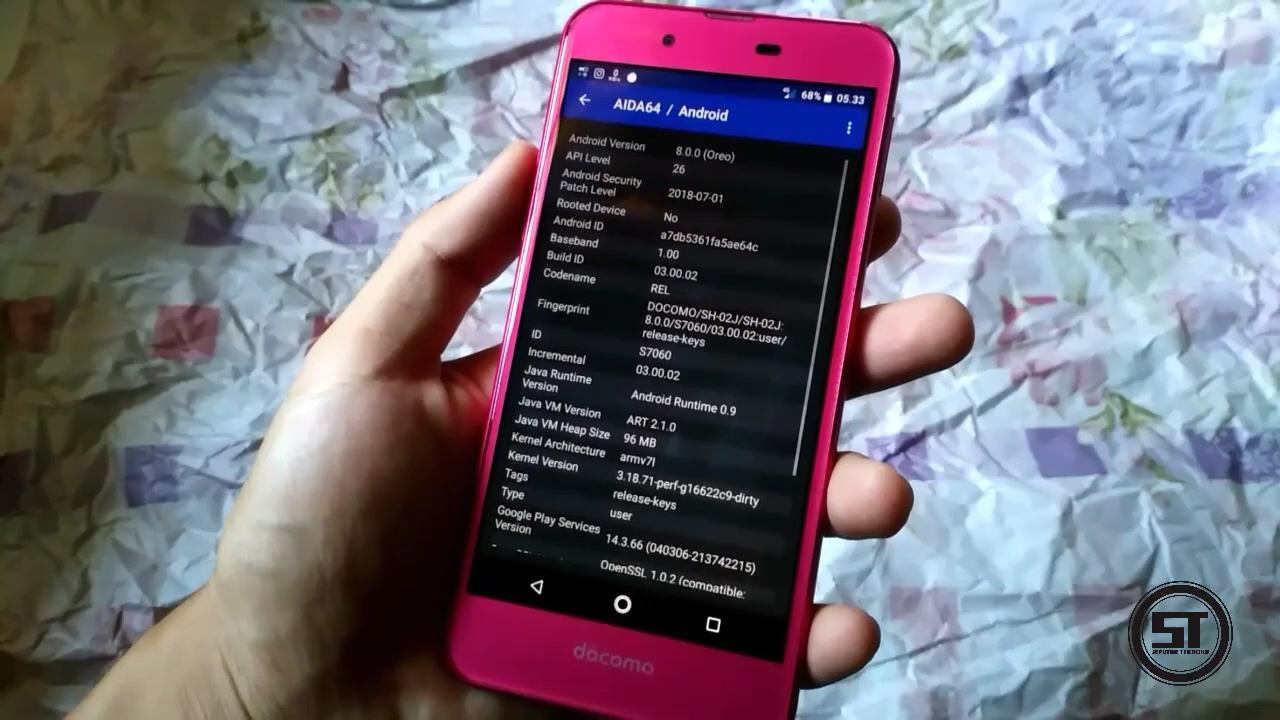 4G 68% 05.33
AIDA64 / Android
Android Version 8.0.0 (Oreo)
API Level 26
Android Security
Patch Level 2018-07-01
Rooted Device No
Android ID a7db5361fa5ae64c
Baseband 1.00
Build ID 03.00.02
Codename REL
Fingerprint DOCOMO/SH-02J/SH-02J:
8.0.0/S7060/03.00.02:user/
release-keys
ID S7060
Incremental 03.00.02
Java Runtime
Version Android Runtime 0.9
Java VM Version ART 2.1.0
Java VM Heap Size 96 MB
Kernel Architecture armv7l
Kernel Version 3.18.71-perf-g16622c9-dirty
Tags release-keys
Type user
Google Play Services
Version 14.3.66 (040306-213742215)
OpenSSL 1.0.2 (compatible:
docomo
ST
SEPUTAR TEKNOLOGI